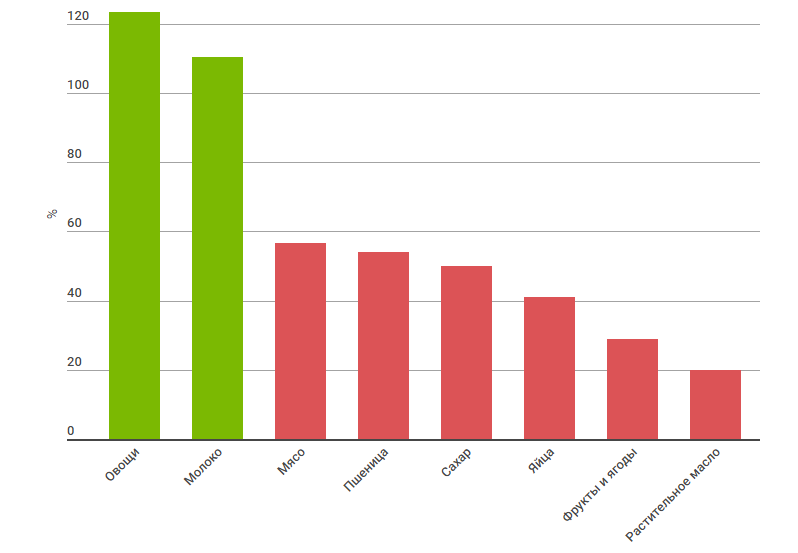 120
100
80
60
40
20
0
%
Овощи
Молоко
Мясо
Пшеница
Сахар
Яйца
Фрукты и ягоды
Растительное масло